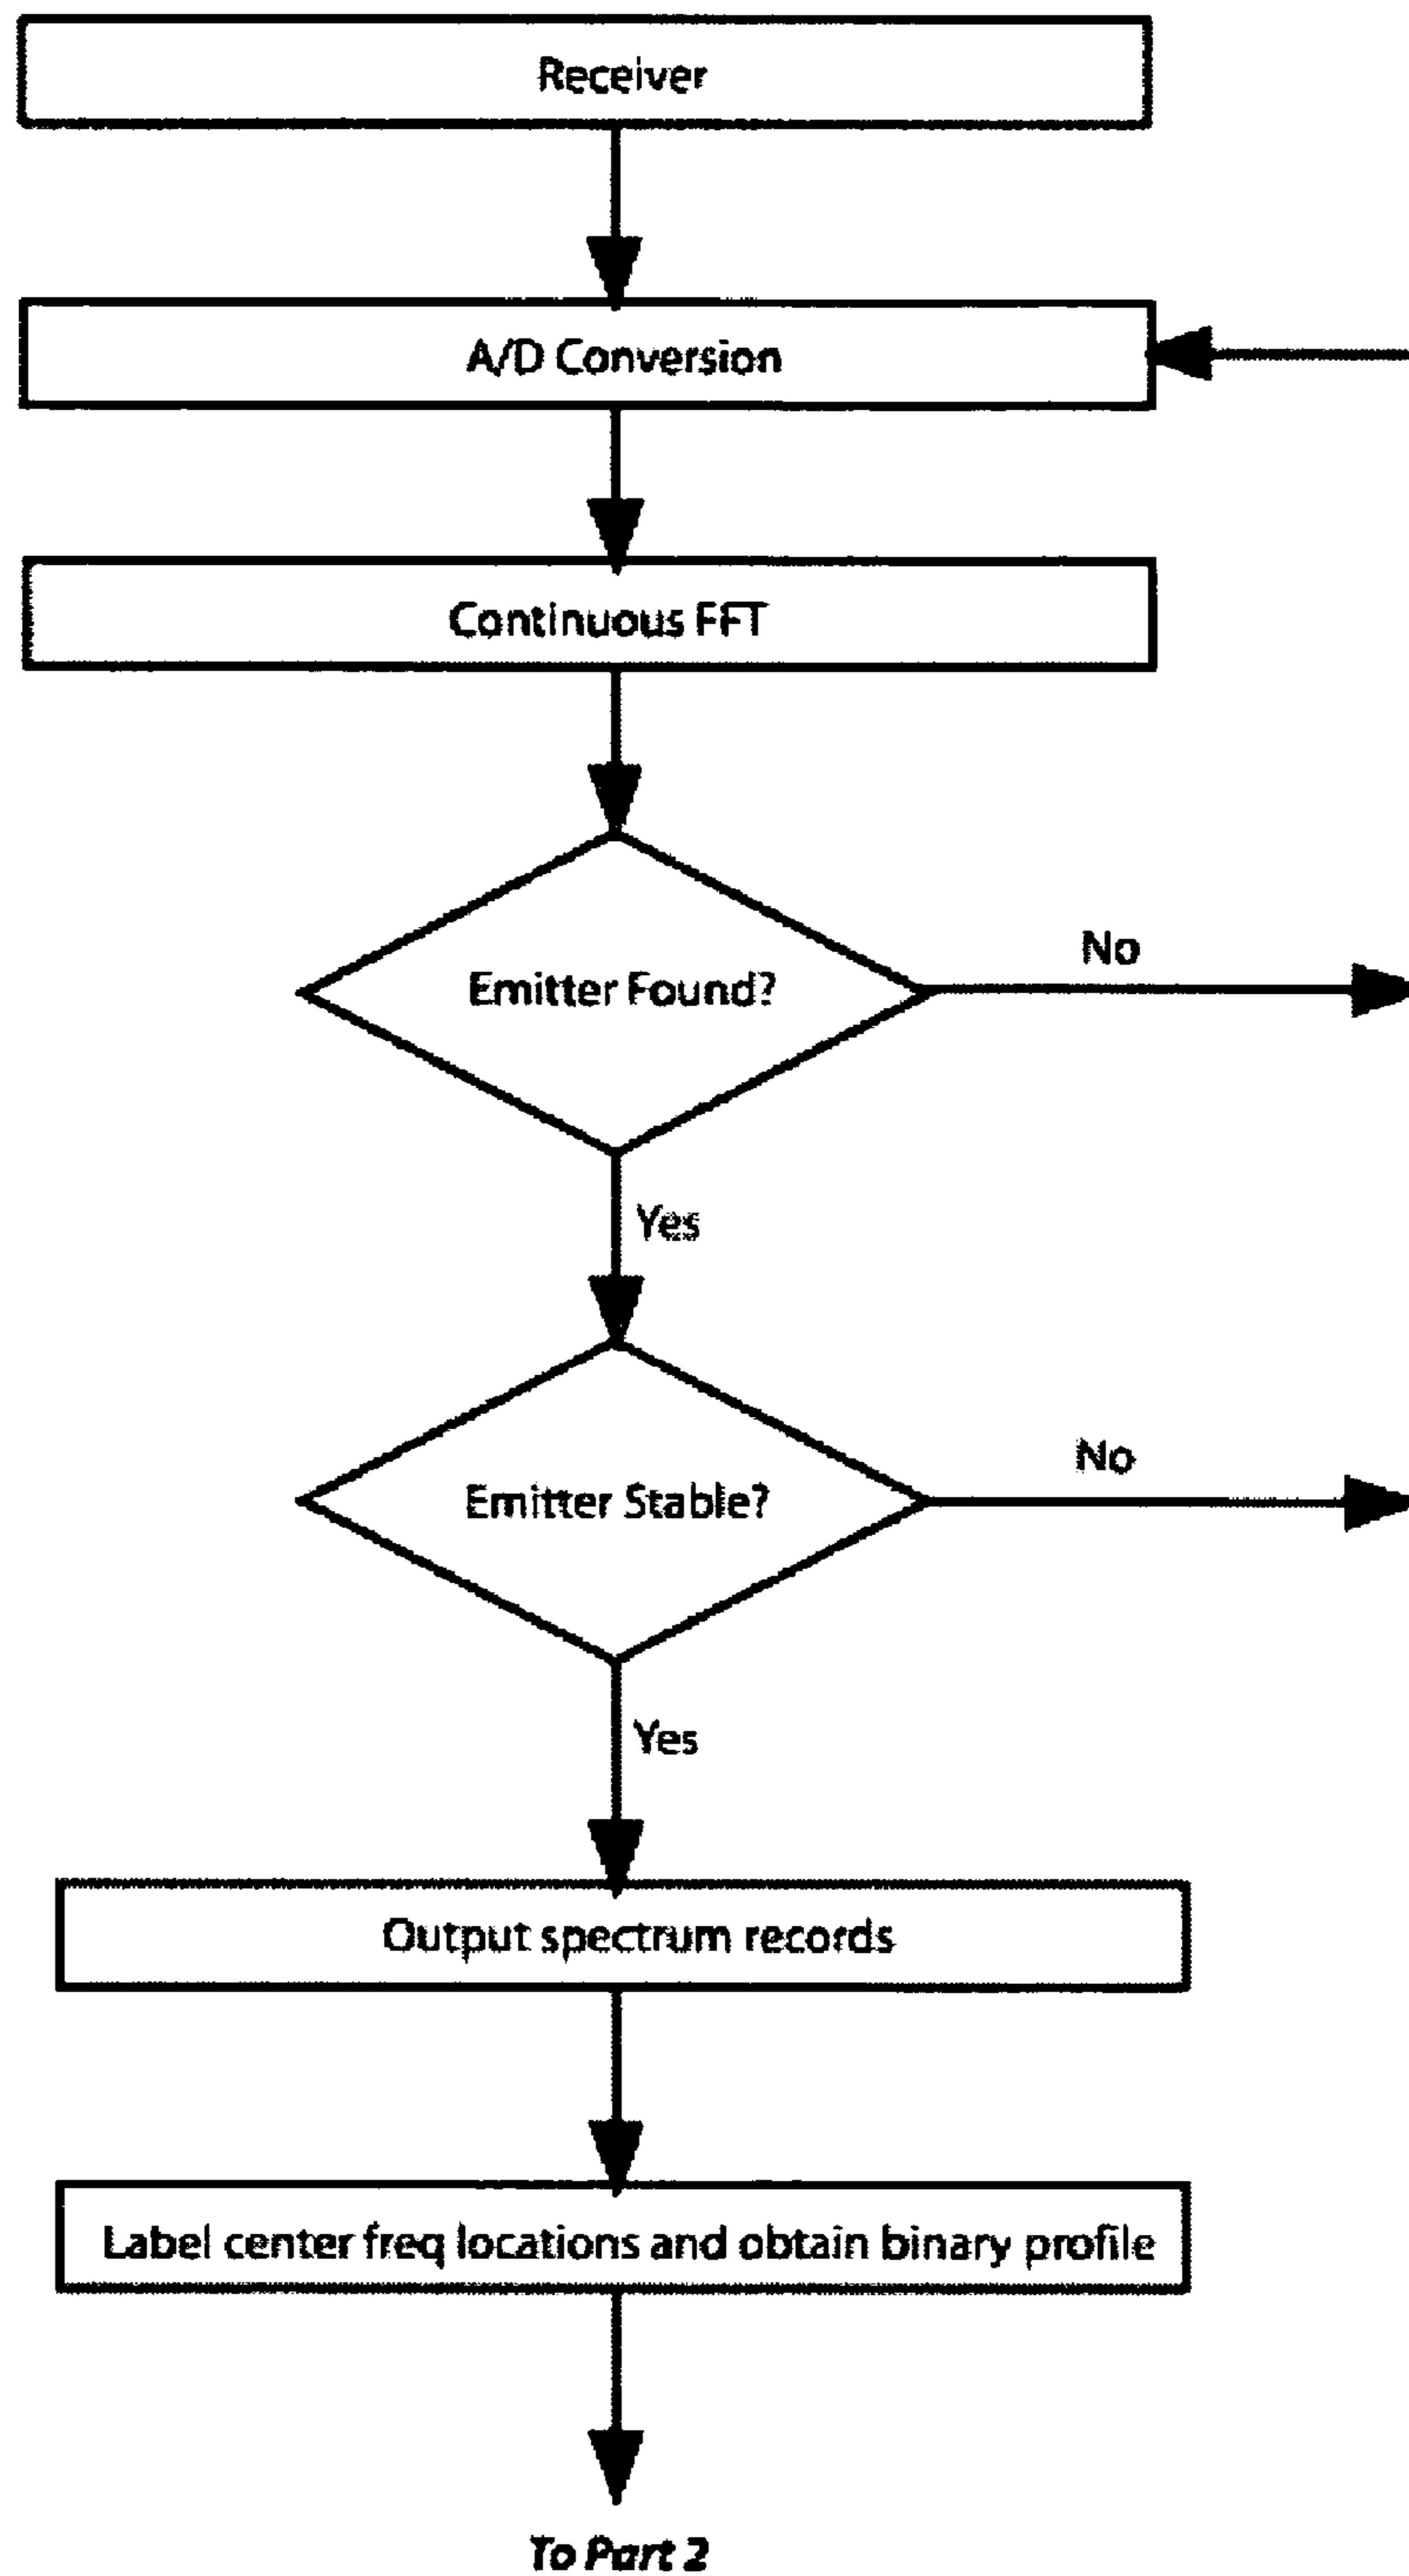 Receiver
A/D Conversion
Continuous FFT
Emitter Found?
No
Yes
Emitter Stable?
No
Yes
Output spectrum records
Label center freq locations and obtain binary profile
To Part 2